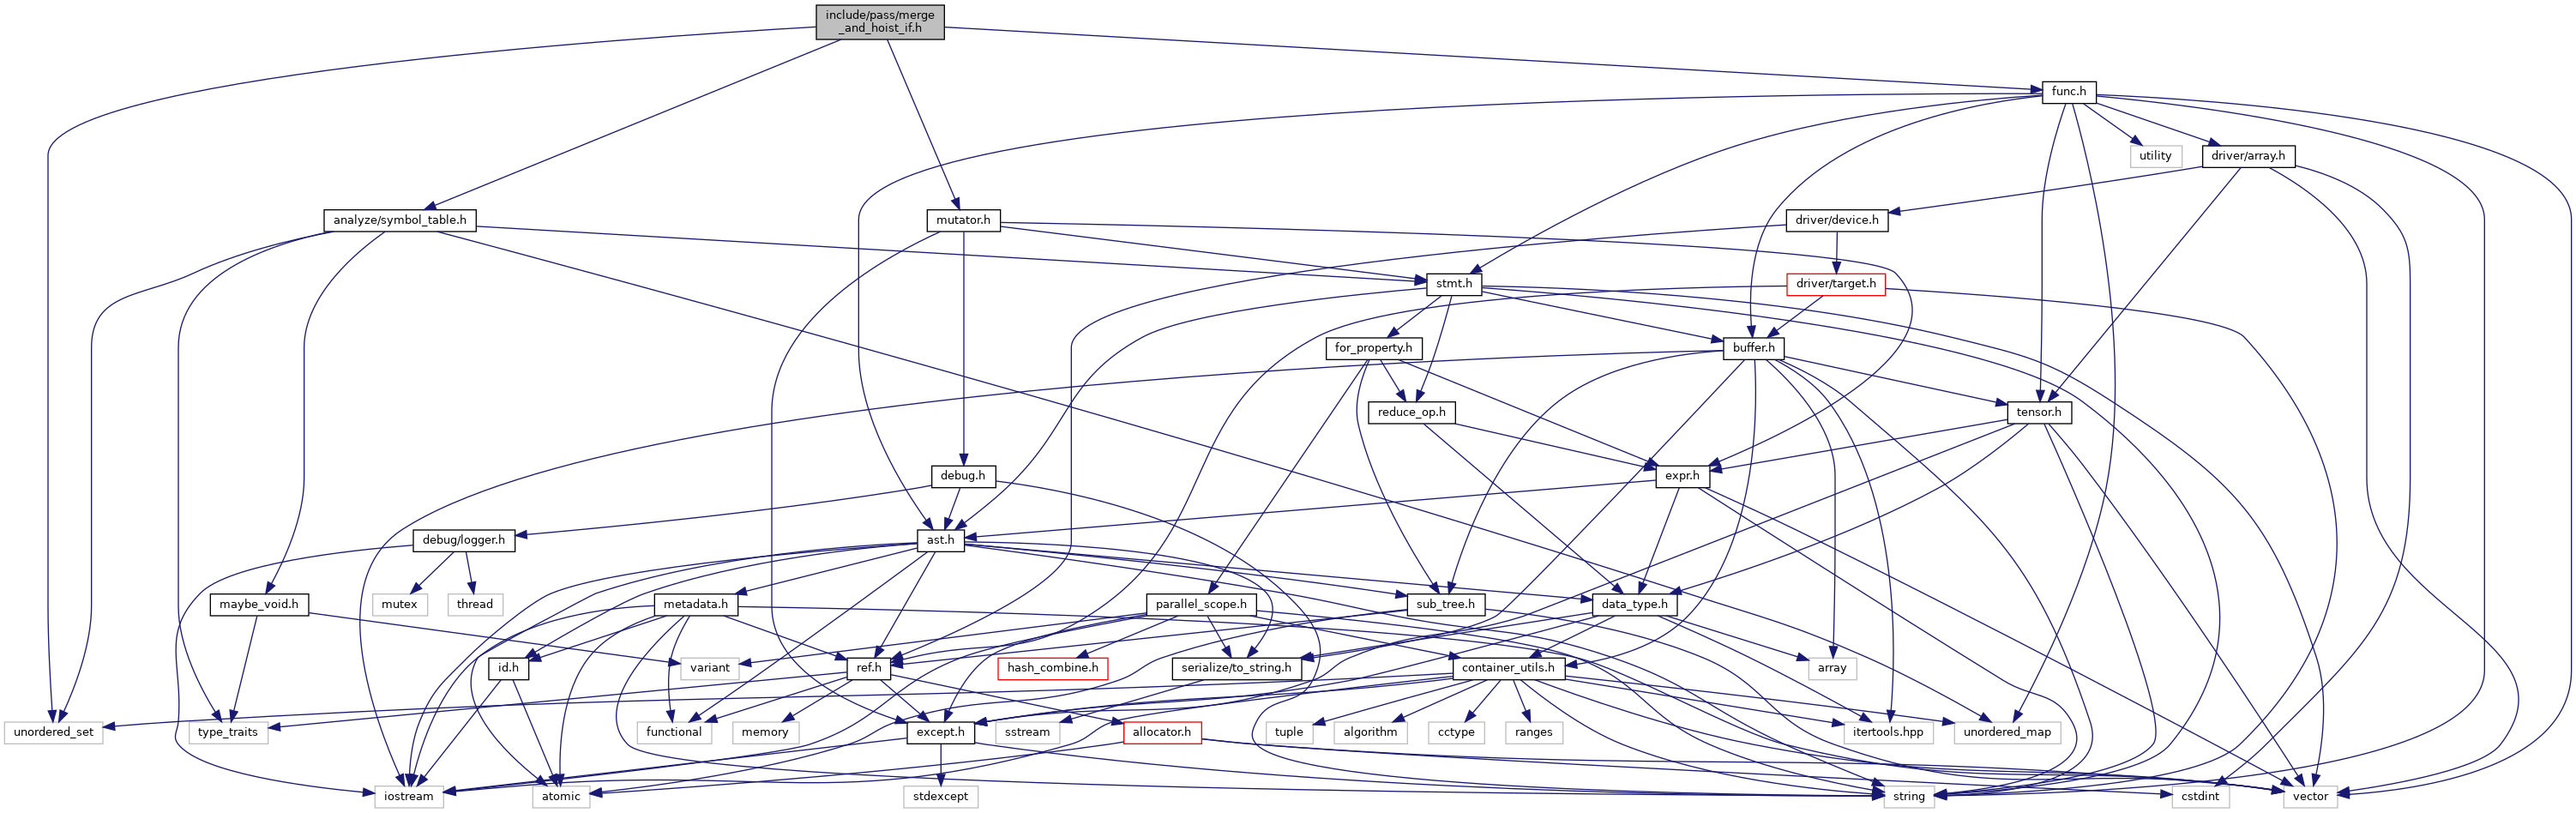 include/pass/merge
_and_hoist_if.h
func.h
utility
driver/array.h
analyze/symbol_table.h
mutator.h
driver/device.h
stmt.h
driver/target.h
for_property.h
buffer.h
reduce_op.h
tensor.h
debug.h
expr.h
debug/logger.h
ast.h
maybe_void.h
mutex
thread
metadata.h
parallel_scope.h
sub_tree.h
data_type.h
id.h
variant
ref.h
hash_combine.h
serialize/to_string.h
container_utils.h
array
unordered_set
type_traits
functional
memory
except.h
sstream
allocator.h
tuple
algorithm
cctype
ranges
itertools.hpp
unordered_map
iostream
atomic
stdexcept
string
cstdint
vector